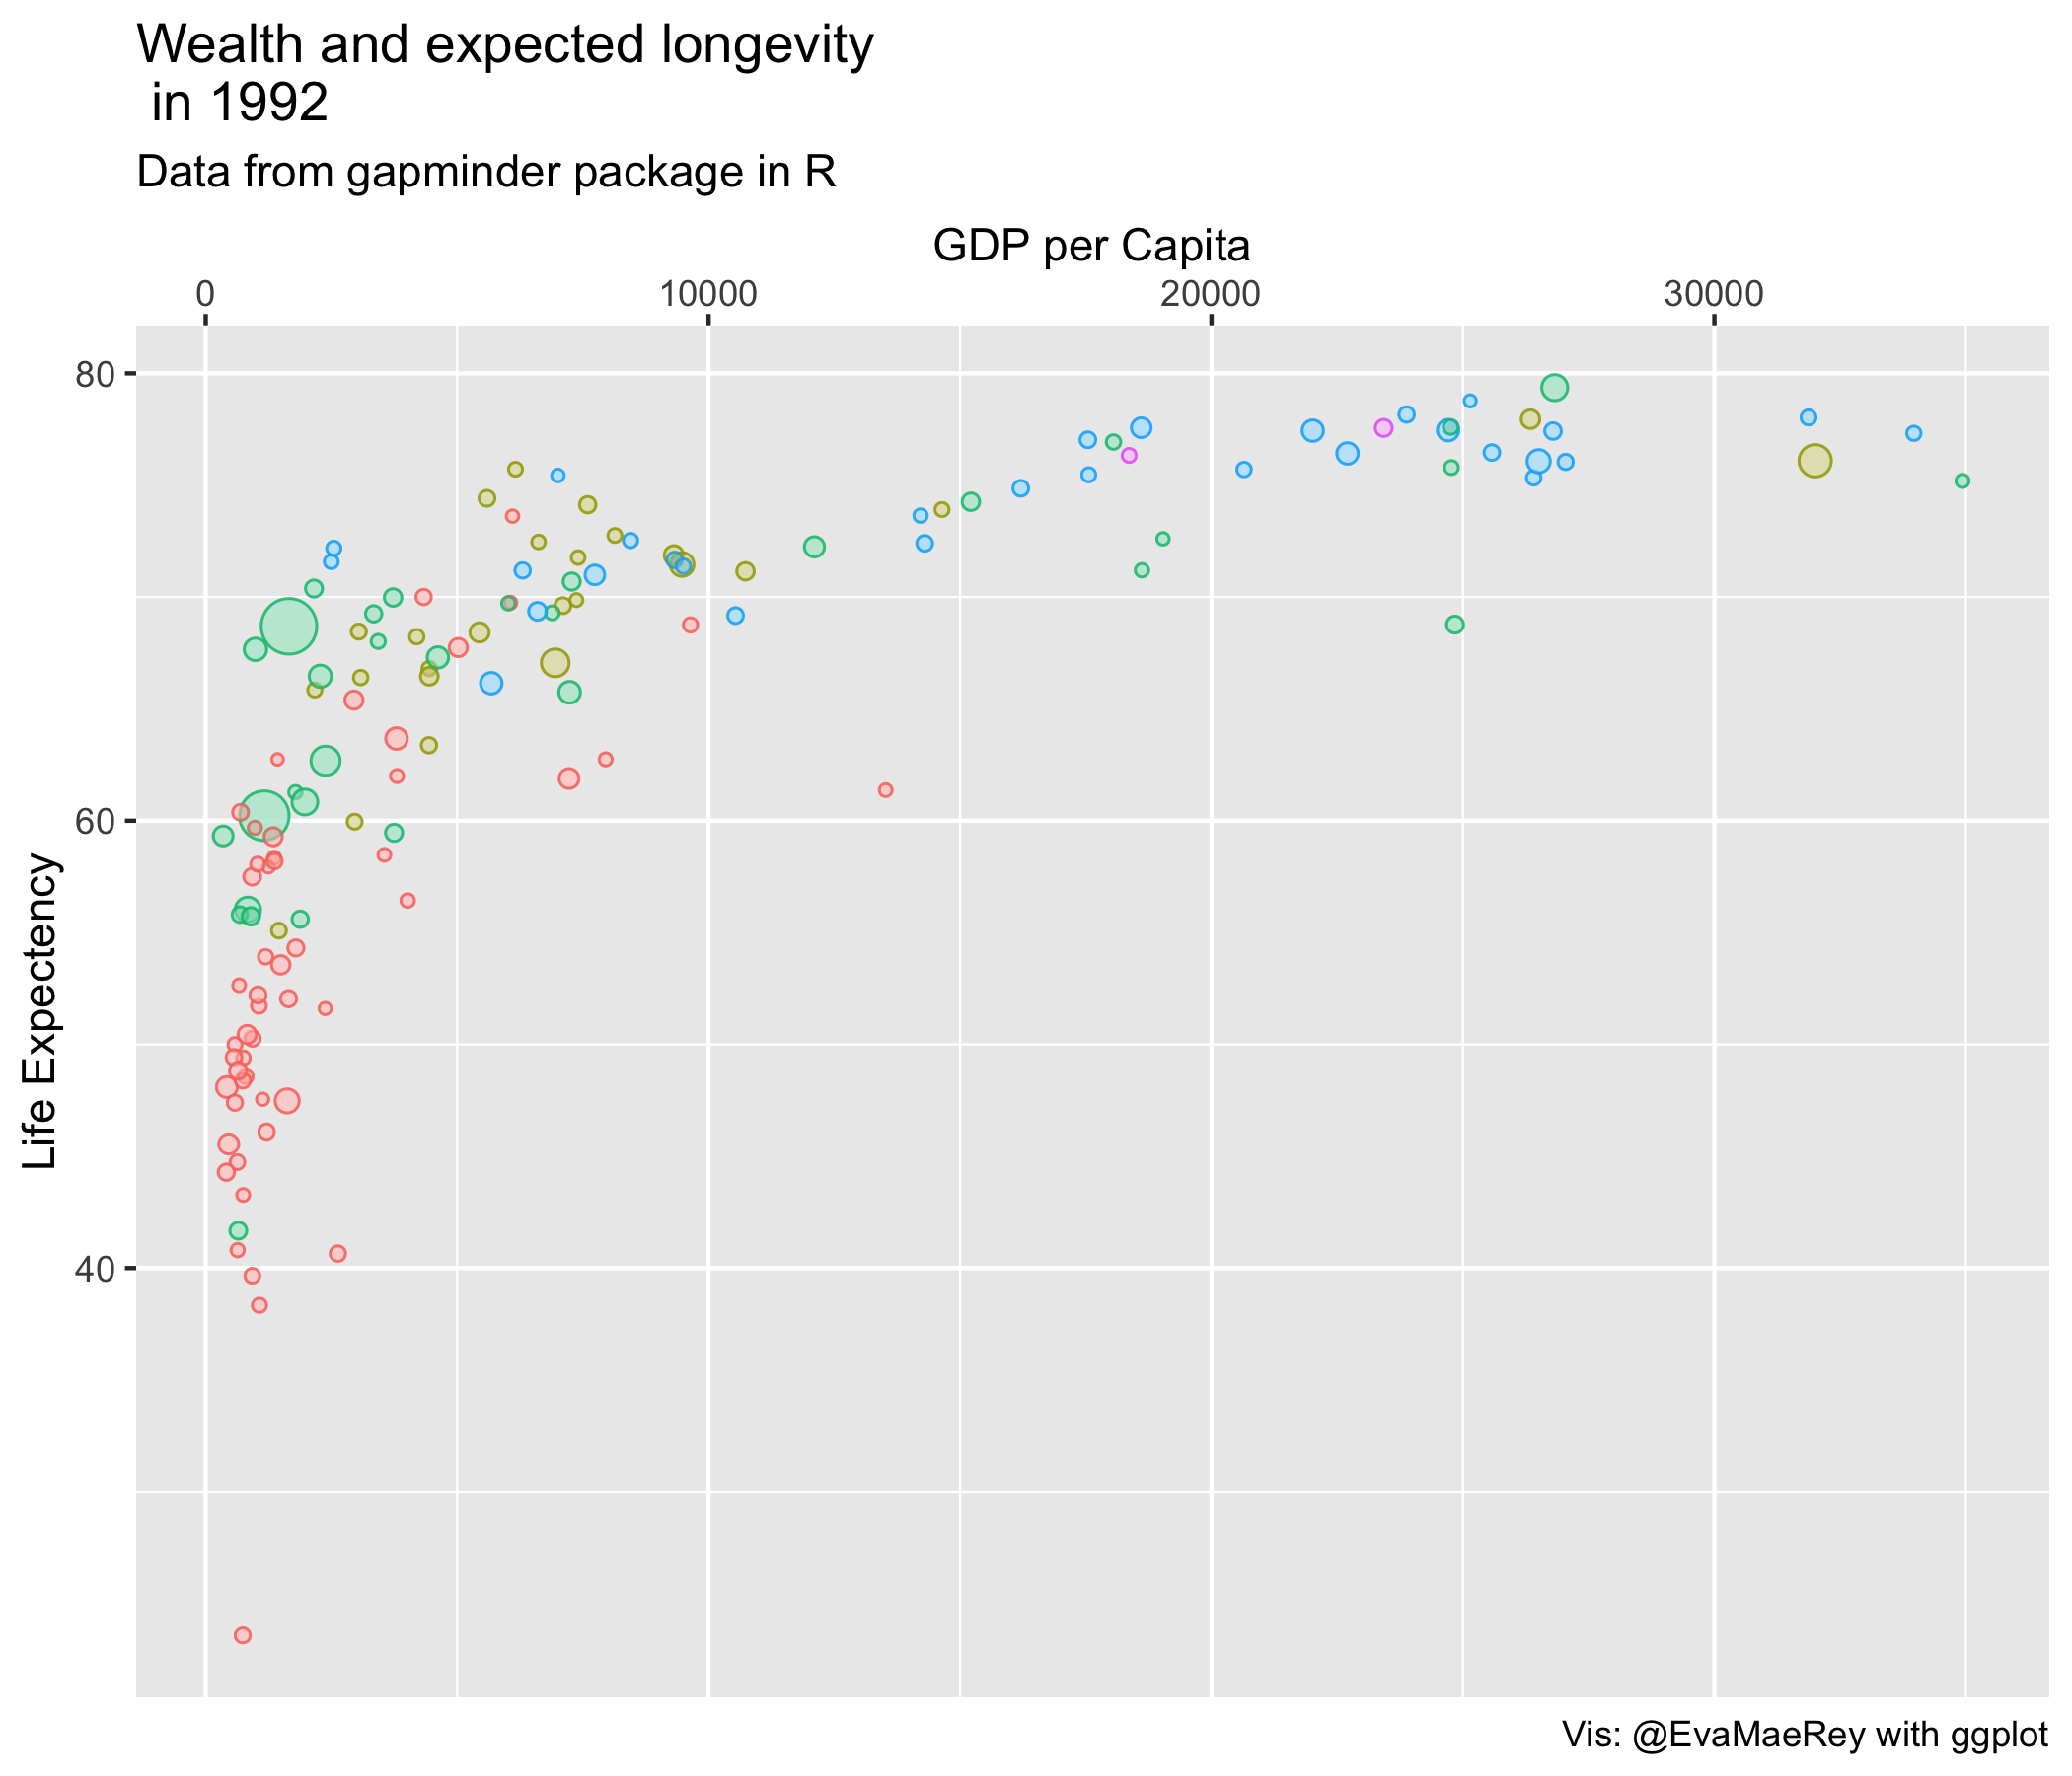 Wealth and expected longevity
in 1992
Data from gapminder package in R
GDP per Capita
0 10000 20000 30000
80
60
40
Life Expectency
Vis: @EvaMaeRey with ggplot